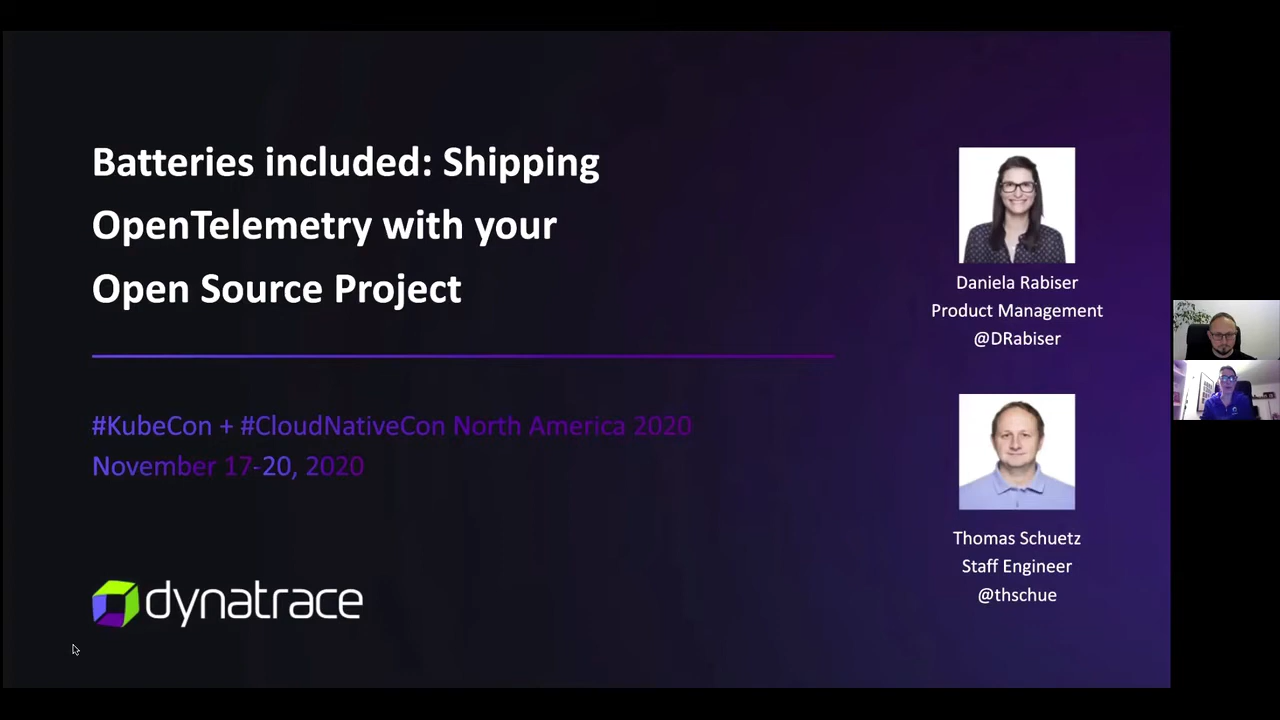 Batteries included: Shipping
OpenTelemetry with your
Open Source Project
#KubeCon + #CloudNativeCon North America 2020
November 17-20, 2020
dynatrace
Daniela Rabiser
Product Management
@DRabiser
Thomas Schuetz
Staff Engineer
@thschue